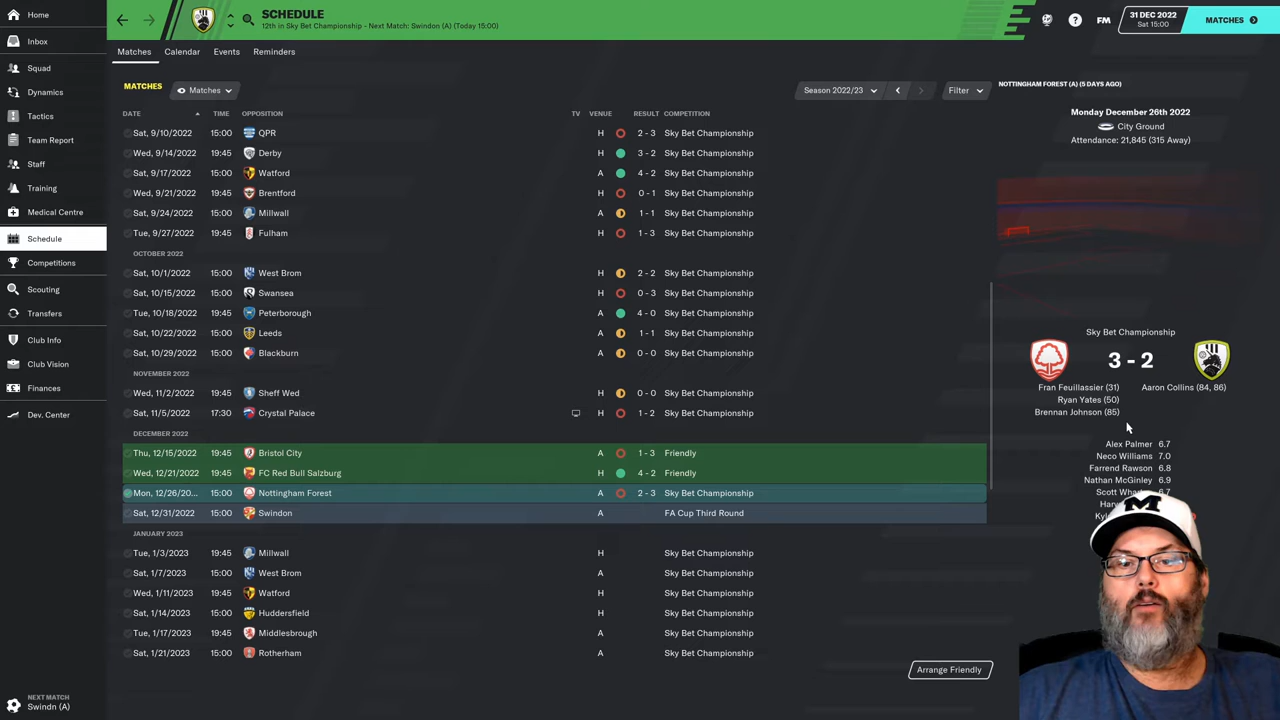 Home
Inbox
Squad
Dynamics
Tactics
Team Report
Staff
Training
Medical Centre
Schedule
Competitions
Scouting
Transfers
Club Info
Club Vision
Finances
Dev. Center
NEXT MATCH
Swindn (A)
SCHEDULE
12th in Sky Bet Championship - Next Match: Swindon (A) (Today 15:00)
? FM 31 DEC 2022 Sat 15:00 MATCHES
Matches Calendar Events Reminders
MATCHES Matches Season 2022/23 Filter
DATE TIME OPPOSITION TV VENUE RESULT COMPETITION
Sat, 9/10/2022 15:00 QPR H 2 - 3 Sky Bet Championship
Wed, 9/14/2022 19:45 Derby H 3 - 2 Sky Bet Championship
Sat, 9/17/2022 15:00 Watford A 4 - 2 Sky Bet Championship
Wed, 9/21/2022 19:45 Brentford H 0 - 1 Sky Bet Championship
Sat, 9/24/2022 15:00 Millwall A 1 - 1 Sky Bet Championship
Tue, 9/27/2022 19:45 Fulham H 1 - 3 Sky Bet Championship
OCTOBER 2022
Sat, 10/1/2022 15:00 West Brom H 2 - 2 Sky Bet Championship
Sat, 10/15/2022 15:00 Swansea H 0 - 3 Sky Bet Championship
Tue, 10/18/2022 19:45 Peterborough A 4 - 0 Sky Bet Championship
Sat, 10/22/2022 15:00 Leeds A 1 - 1 Sky Bet Championship
Sat, 10/29/2022 15:00 Blackburn A 0 - 0 Sky Bet Championship
NOVEMBER 2022
Wed, 11/2/2022 19:45 Sheff Wed H 0 - 0 Sky Bet Championship
Sat, 11/5/2022 17:30 Crystal Palace H 1 - 2 Sky Bet Championship
DECEMBER 2022
Thu, 12/15/2022 19:45 Bristol City A 1 - 3 Friendly
Wed, 12/21/2022 19:45 FC Red Bull Salzburg H 4 - 2 Friendly
Mon, 12/26/20... 15:00 Nottingham Forest A 2 - 3 Sky Bet Championship
Sat, 12/31/2022 15:00 Swindon A FA Cup Third Round
JANUARY 2023
Tue, 1/3/2023 19:45 Millwall H Sky Bet Championship
Sat, 1/7/2023 15:00 West Brom A Sky Bet Championship
Wed, 1/11/2023 19:45 Watford H Sky Bet Championship
Sat, 1/14/2023 15:00 Huddersfield H Sky Bet Championship
Tue, 1/17/2023 19:45 Middlesbrough A Sky Bet Championship
Sat, 1/21/2023 15:00 Rotherham A Sky Bet Championship
Arrange Friendly
NOTTINGHAM FOREST (A) (5 DAYS AGO)
Monday December 26th 2022
City Ground
Attendance: 21,845 (315 Away)
Sky Bet Championship
3 - 2
Fran Feuillassier (31) Aaron Collins (84, 86)
Ryan Yates (50)
Brennan Johnson (85)
Alex Palmer 6.7
Neco Williams 7.0
Farrend Rawson 6.8
Nathan McGinley 6.9
Scott 6.7
M